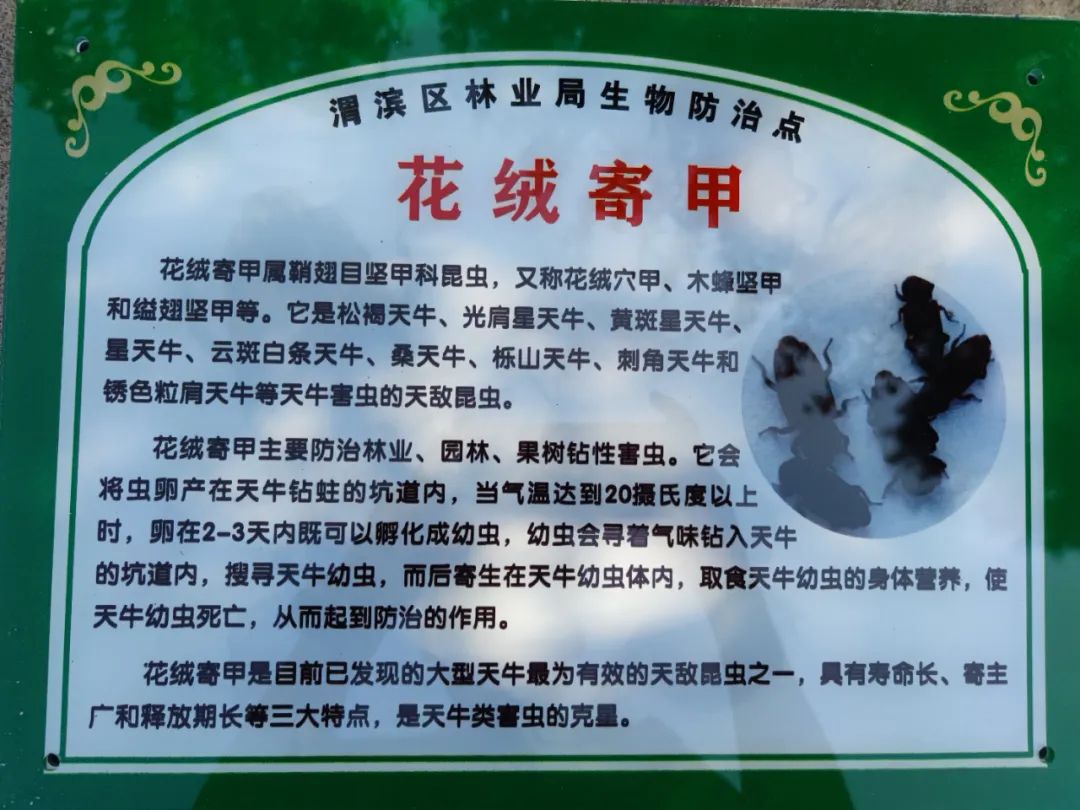 渭滨区林业局生物防治点
花绒寄甲
花绒寄甲属鞘翅目坚甲科昆虫，又称花绒穴甲、木蜂坚甲
和缢翅坚甲等。它是松褐天牛、光肩星天牛、黄斑星天牛、
星天牛、云斑白条天牛、桑天牛、栎山天牛、刺角天牛和
锈色粒肩天牛等天牛害虫的天敌昆虫。
花绒寄甲主要防治林业、园林、果树钻性害虫。它会
将虫卵产在天牛钻蛀的坑道内，当气温达到20摄氏度以上
时，卵在2-3天内既可以孵化成幼虫，幼虫会寻着气味钻入天牛
的坑道内，搜寻天牛幼虫，而后寄生在天牛幼虫体内，取食天牛幼虫的身体营养，使
天牛幼虫死亡，从而起到防治的作用。
花绒寄甲是目前已发现的大型天牛最为有效的天敌昆虫之一，具有寿命长、寄主
广和释放期长等三大特点，是天牛类害虫的克星。